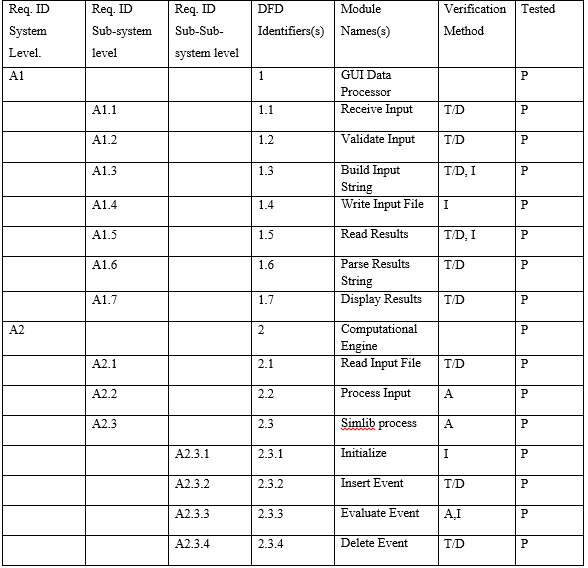 Req. ID Req. ID Req. ID DFD Module Verification Tested
System Sub-system Sub-Sub- Identifiers(s) Names(s) Method
Level. level system level
A1 1 GUI Data P
Processor
A1.1 1.1 Receive Input T/D P
A1.2 1.2 Validate Input T/D P
A1.3 1.3 Build Input T/D, I P
String
A1.4 1.4 Write Input File I P
A1.5 1.5 Read Results T/D, I P
A1.6 1.6 Parse Results T/D P
String
A1.7 1.7 Display Results T/D P
A2 2 Computational P
Engine
A2.1 2.1 Read Input File T/D P
A2.2 2.2 Process Input A P
A2.3 2.3 Simlib process A P
A2.3.1 2.3.1 Initialize I P
A2.3.2 2.3.2 Insert Event T/D P
A2.3.3 2.3.3 Evaluate Event A,I P
A2.3.4 2.3.4 Delete Event T/D P